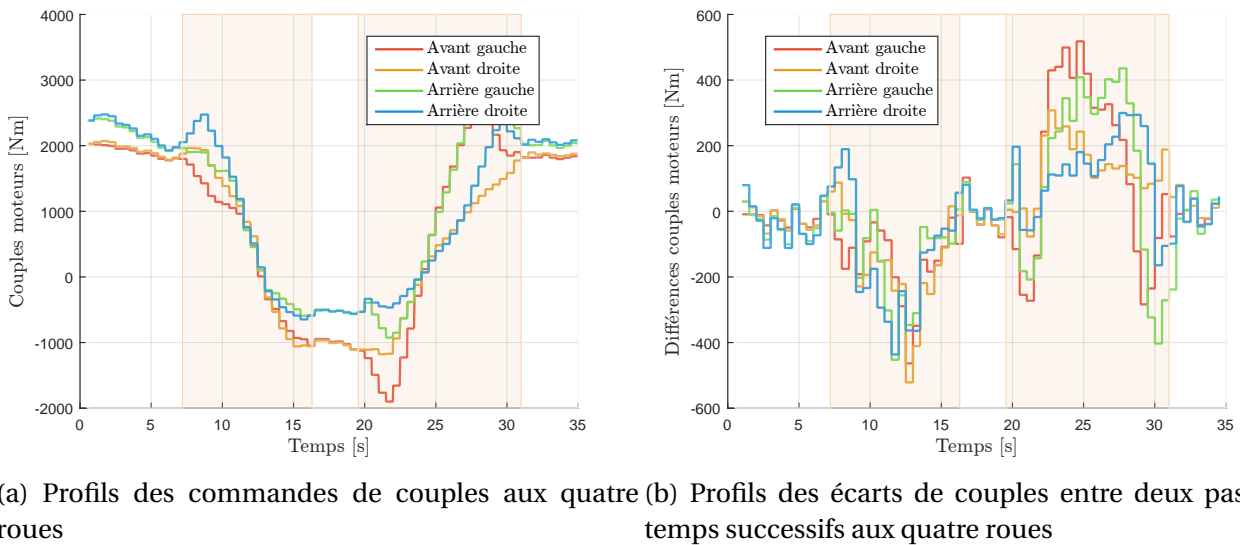 4000
3000
2000
1000
0
-1000
-2000
Couples moteurs [Nm]
0 5 10 15 20 25 30 35
Temps [s]
Avant gauche
Avant droite
Arrière gauche
Arrière droite
600
400
200
0
-200
-400
-600
Différences couples moteurs [Nm]
0 5 10 15 20 25 30 35
Temps [s]
Avant gauche
Avant droite
Arrière gauche
Arrière droite
(a) Profils des commandes de couples aux quatre
roues
(b) Profils des écarts de couples entre deux pas
temps successifs aux quatre roues